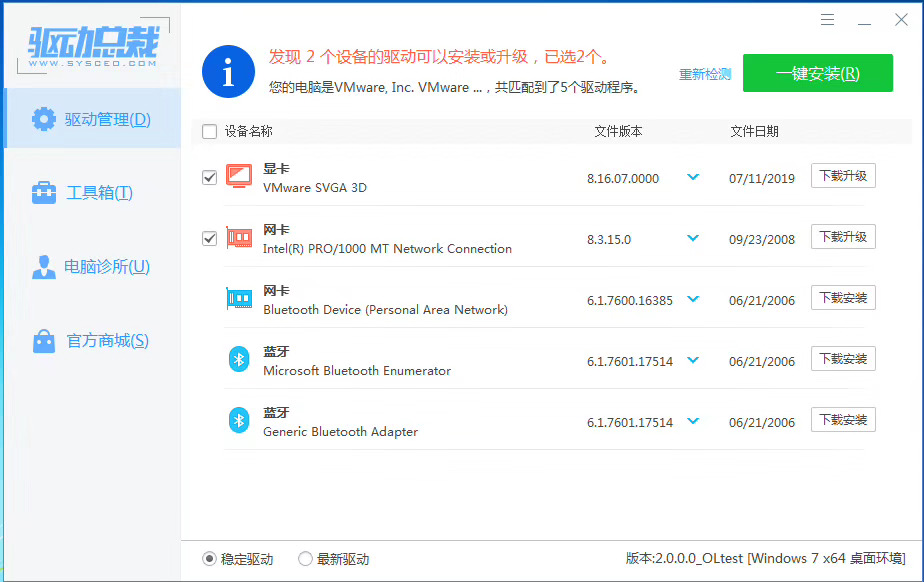 驱动总裁
WWW.SYSCEO.COM
驱动管理(D)
工具箱(T)
电脑诊所(U)
官方商城(S)
发现 2 个设备的驱动可以安装或升级，已选2个。
您的电脑是VMware, Inc. VMware ...，共匹配到了5个驱动程序。
重新检测
一键安装(R)
设备名称 文件版本 文件日期
显卡
VMware SVGA 3D
8.16.07.0000 07/11/2019 下载升级
网卡
Intel(R) PRO/1000 MT Network Connection
8.3.15.0 09/23/2008 下载升级
网卡
Bluetooth Device (Personal Area Network)
6.1.7600.16385 06/21/2006 下载安装
蓝牙
Microsoft Bluetooth Enumerator
6.1.7601.17514 06/21/2006 下载安装
蓝牙
Generic Bluetooth Adapter
6.1.7601.17514 06/21/2006 下载安装
稳定驱动 最新驱动 版本:2.0.0.0_OLtest [Windows 7 x64 桌面环境]